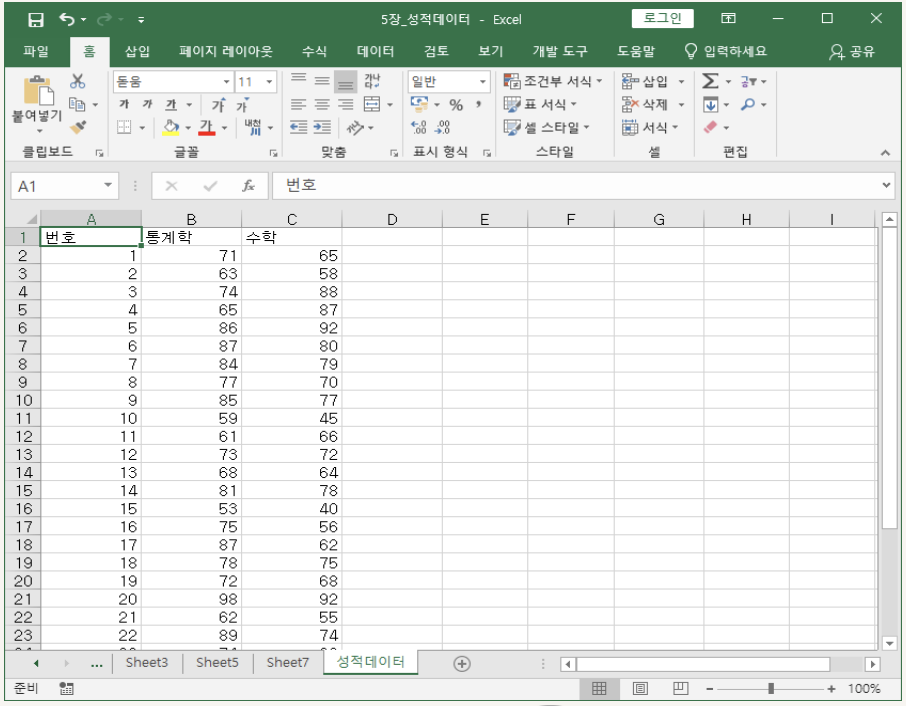 5장_성적데이터 - Excel 로그인
파일 홈 삽입 페이지 레이아웃 수식 데이터 검토 보기 개발 도구 도움말 입력하세요 공유
돋움 11 가나 일반 조건부 서식 삽입
붙여넣기 가 가 가 가 가 % 표 서식 삭제
가 내천 셀 스타일 서식
클립보드 글꼴 맞춤 표시 형식 스타일 셀 편집
A1 fx 번호
A B C D E F G H I
1 번호 통계학 수학
2 1 71 65
3 2 63 58
4 3 74 88
5 4 65 87
6 5 86 92
7 6 87 80
8 7 84 79
9 8 77 70
10 9 85 77
11 10 59 45
12 11 61 66
13 12 73 72
14 13 68 64
15 14 81 78
16 15 53 40
17 16 75 56
18 17 87 62
19 18 78 75
20 19 72 68
21 20 98 92
22 21 62 55
23 22 89 74
... Sheet3 Sheet5 Sheet7 성적데이터
준비 100%